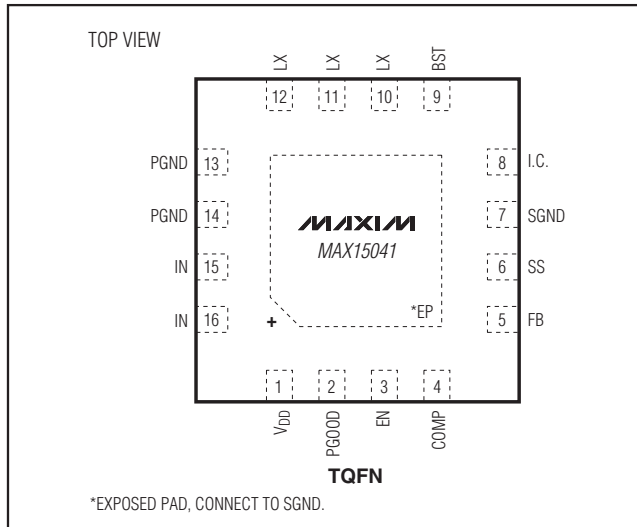 TOP VIEW
LX LX LX BST
12 11 10 9
PGND 13 8 I.C.
PGND 14 7 SGND
IN 15 6 SS
IN 16 5 FB
MAXIM
MAX15041
*EP
+
1 2 3 4
VDD PGOOD EN COMP
TQFN
*EXPOSED PAD, CONNECT TO SGND.